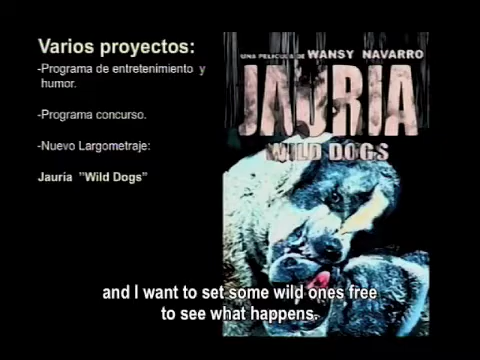 Varios proyectos:
-Programa de entretenimiento y
humor.
-Programa concurso.
-Nuevo Largometraje:
Jauría "Wild Dogs"
UNA PELICULA DE WANSY NAVARRO
JAURIA
WILD DOGS
and I want to set some wild ones free
to see what happens.